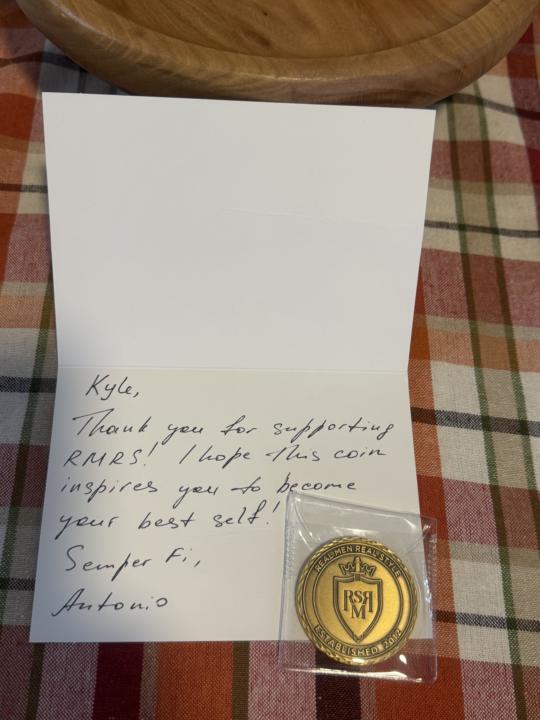 Kyle,
Thank you for supporting
RMRS! I hope this coin
inspires you to become
your best self!
Semper Fi,
Antonio
REAL MEN REAL STYLE
RSR
M
ESTABLISHED 2012